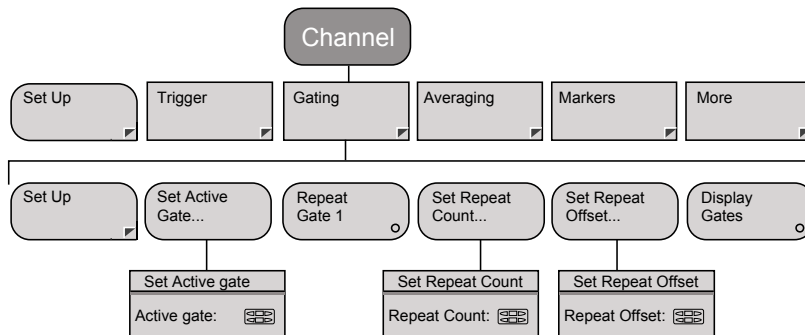 Channel
Set Up
Trigger
Gating
Averaging
Markers
More
Set Up
Set Active
Gate...
Repeat
Gate 1
Set Repeat
Count...
Set Repeat
Offset...
Display
Gates
Set Active gate
Active gate:
Set Repeat Count
Repeat Count:
Set Repeat Offset
Repeat Offset: